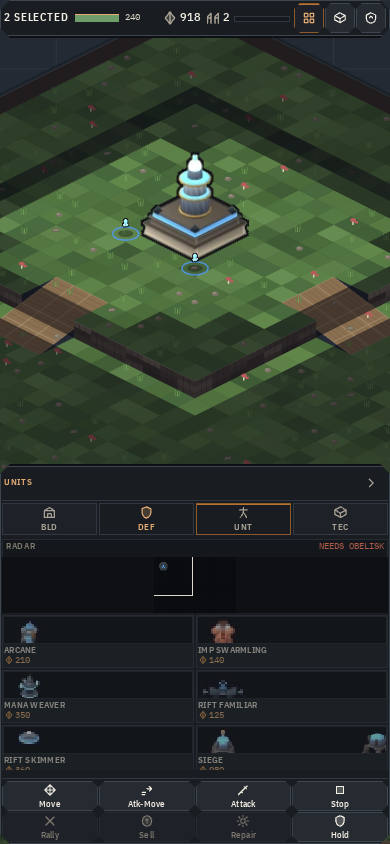 2 SELECTED 240 918 2
UNITS
BLD DEF UNT TEC
RADAR NEEDS OBELISK
ARCANE IMP SWARMLING
210 140
MANA WEAVER RIFT FAMILIAR
350 125
RIFT SKIMMER SIEGE
Move Atk-Move Attack Stop
Rally Sell Repair Hold